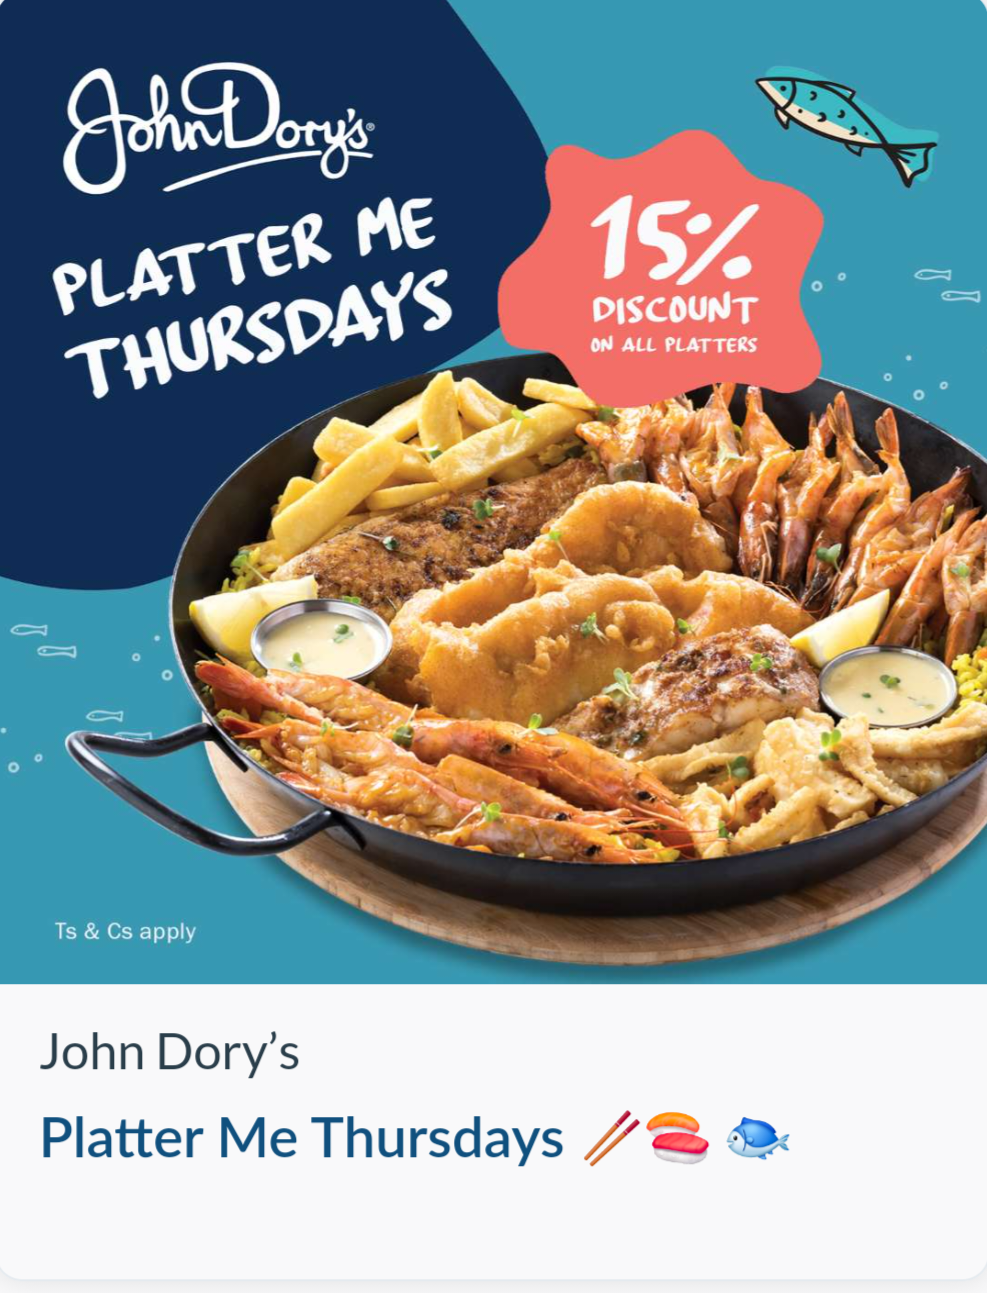 John Dory's®
PLATTER ME
THURSDAYS
15%
DISCOUNT
ON ALL PLATTERS
Ts & Cs apply
John Dory’s
Platter Me Thursdays 🥢🍣 🐟